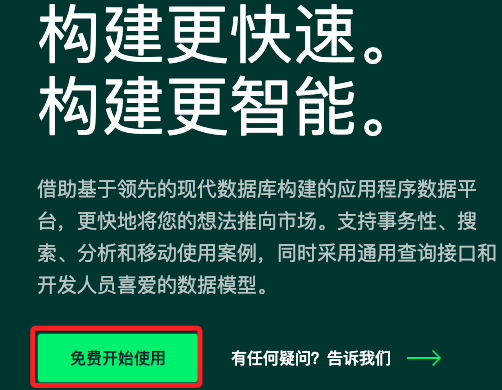 构建更快速。
构建更智能。
借助基于领先的现代数据库构建的应用程序数据平
台，更快地将您的想法推向市场。支持事务性、搜
索、分析和移动使用案例，同时采用通用查询接口和
开发人员喜爱的数据模型。
免费开始使用
有任何疑问？告诉我们